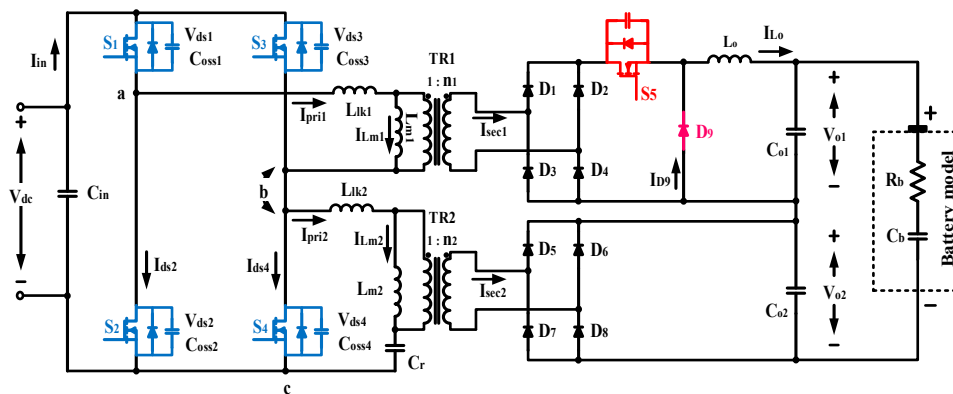 S1
Vds1
Coss1
S3
Vds3
Coss3
Iin
a
TR1
1 : n1
Llk1
Ipri1
Lm1
ILm1
Isec1
D1
D2
D3
D4
S5
Lo
ILo
D9
ID9
+
Vo1
-
Co1
+
Vdc
-
Cin
b
Llk2
TR2
1 : n2
Ipri2
ILm2
Lm2
Isec2
D5
D6
D7
D8
+
Vo2
-
Co2
+
Rb
Cb
-
Battery model
Ids2
Ids4
S2
Vds2
Coss2
S4
Vds4
Coss4
Cr
c